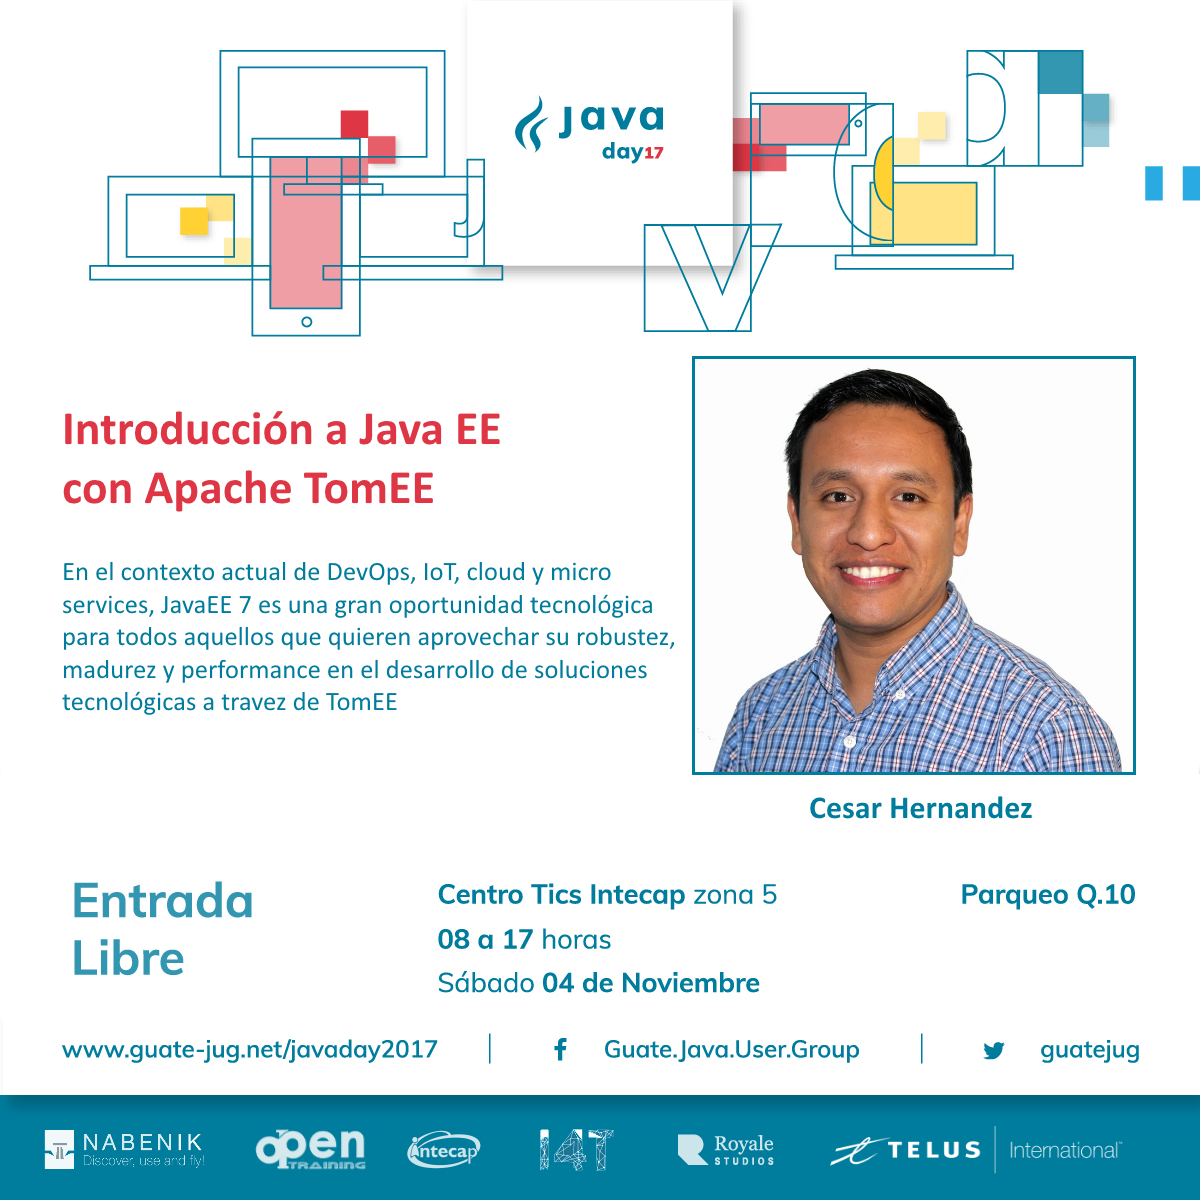 Java
day17
J
V
Introducción a Java EE
con Apache TomEE
En el contexto actual de DevOps, IoT, cloud y micro
services, JavaEE 7 es una gran oportunidad tecnológica
para todos aquellos que quieren aprovechar su robustez,
madurez y performance en el desarrollo de soluciones
tecnológicas a travez de TomEE
Cesar Hernandez
Entrada
Libre
Centro Tics Intecap zona 5
08 a 17 horas
Sábado 04 de Noviembre
Parqueo Q.10
www.guate-jug.net/javaday2017
Guate.Java.User.Group
guatejug
NABENIK
Discover, use and fly!
open
TRAINING
intecap
I4T
Royale
STUDIOS
TELUS International™